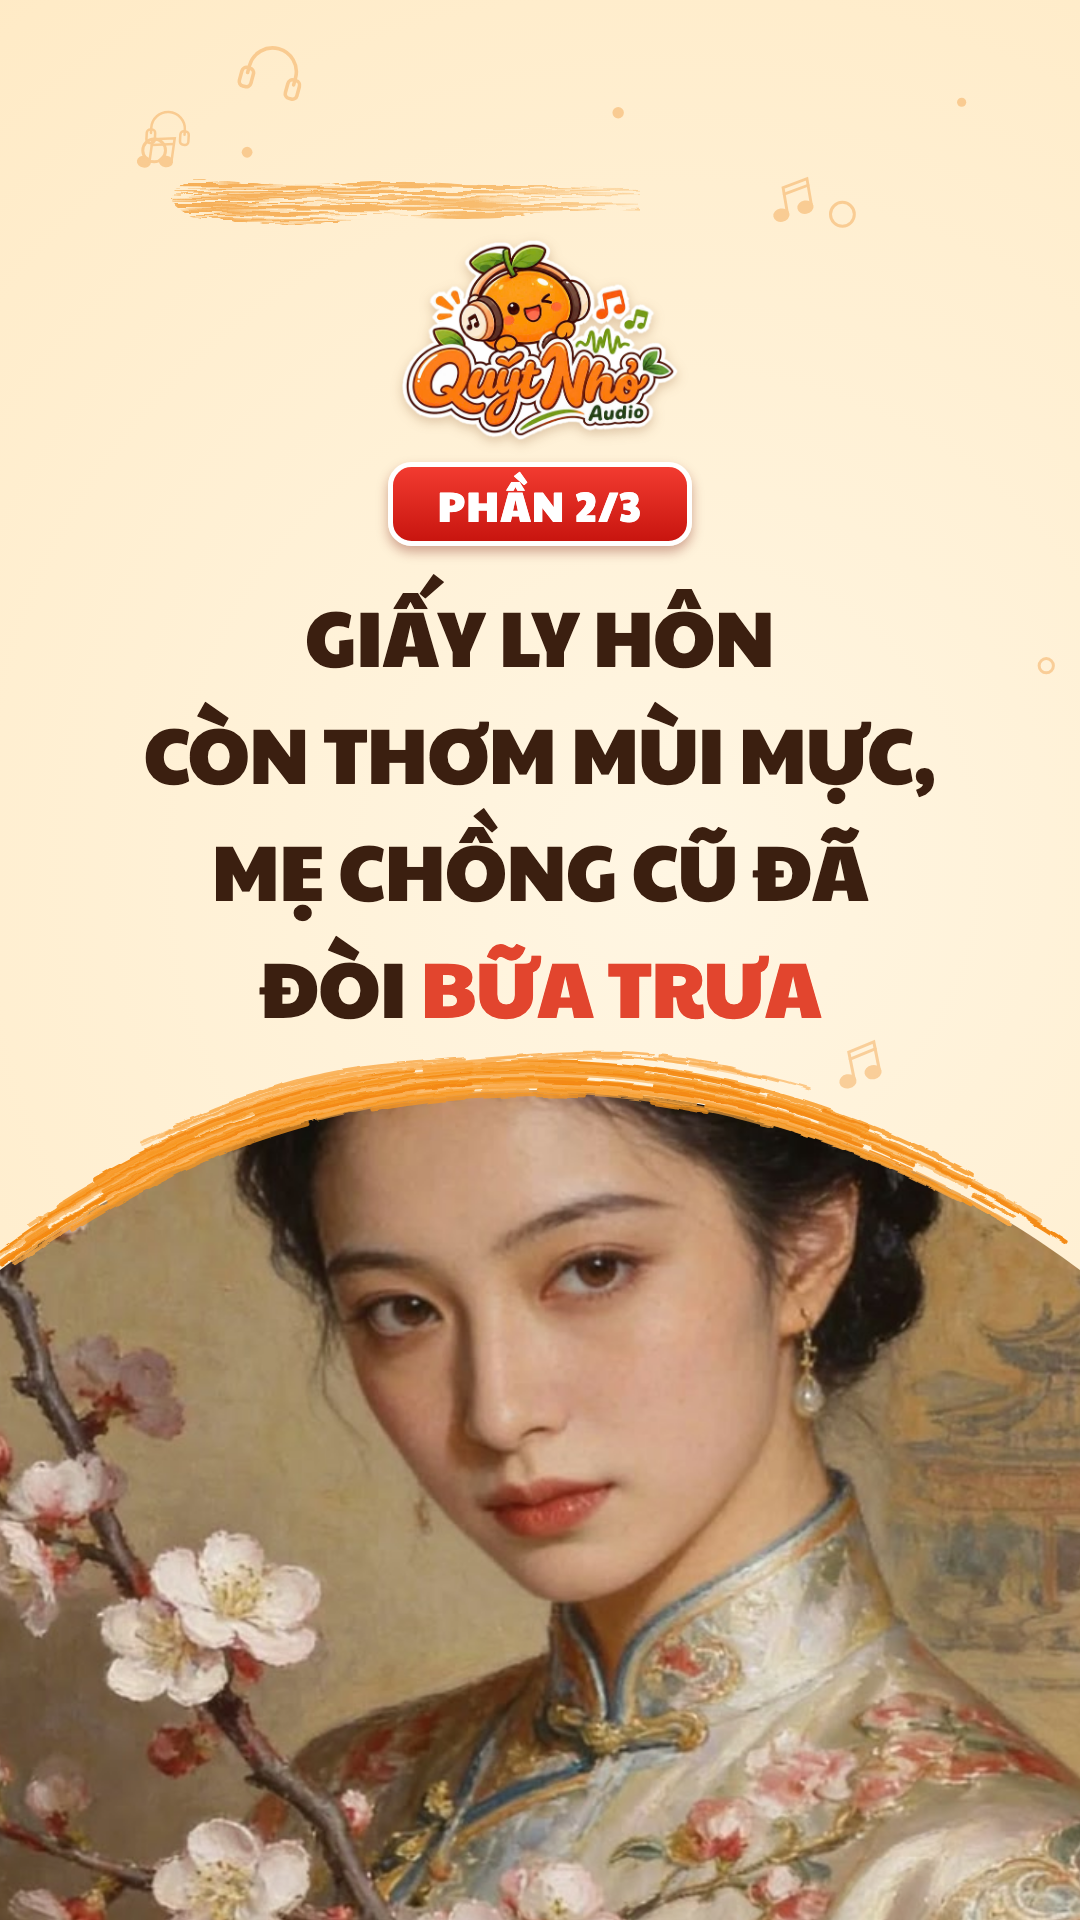 Quýt Nhỏ
Audio
PHẦN 2/3
GIẤY LY HÔN
CÒN THƠM MÙI MỰC,
MẸ CHỒNG CŨ ĐÃ
ĐÒI BỮA TRƯA